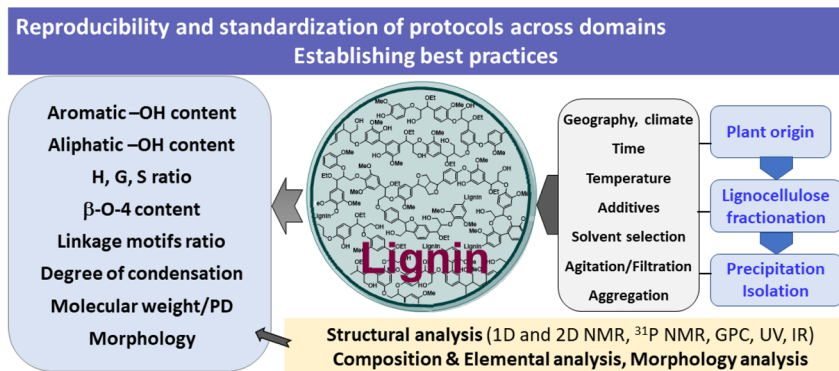 Reproducibility and standardization of protocols across domains
Establishing best practices
Aromatic –OH content
Aliphatic –OH content
H, G, S ratio
β-O-4 content
Linkage motifs ratio
Degree of condensation
Molecular weight/PD
Morphology
Lignin
Geography, climate
Time
Temperature
Additives
Solvent selection
Agitation/Filtration
Aggregation
Plant origin
Lignocellulose
fractionation
Precipitation
Isolation
Structural analysis (1D and 2D NMR, ³¹P NMR, GPC, UV, IR)
Composition & Elemental analysis, Morphology analysis